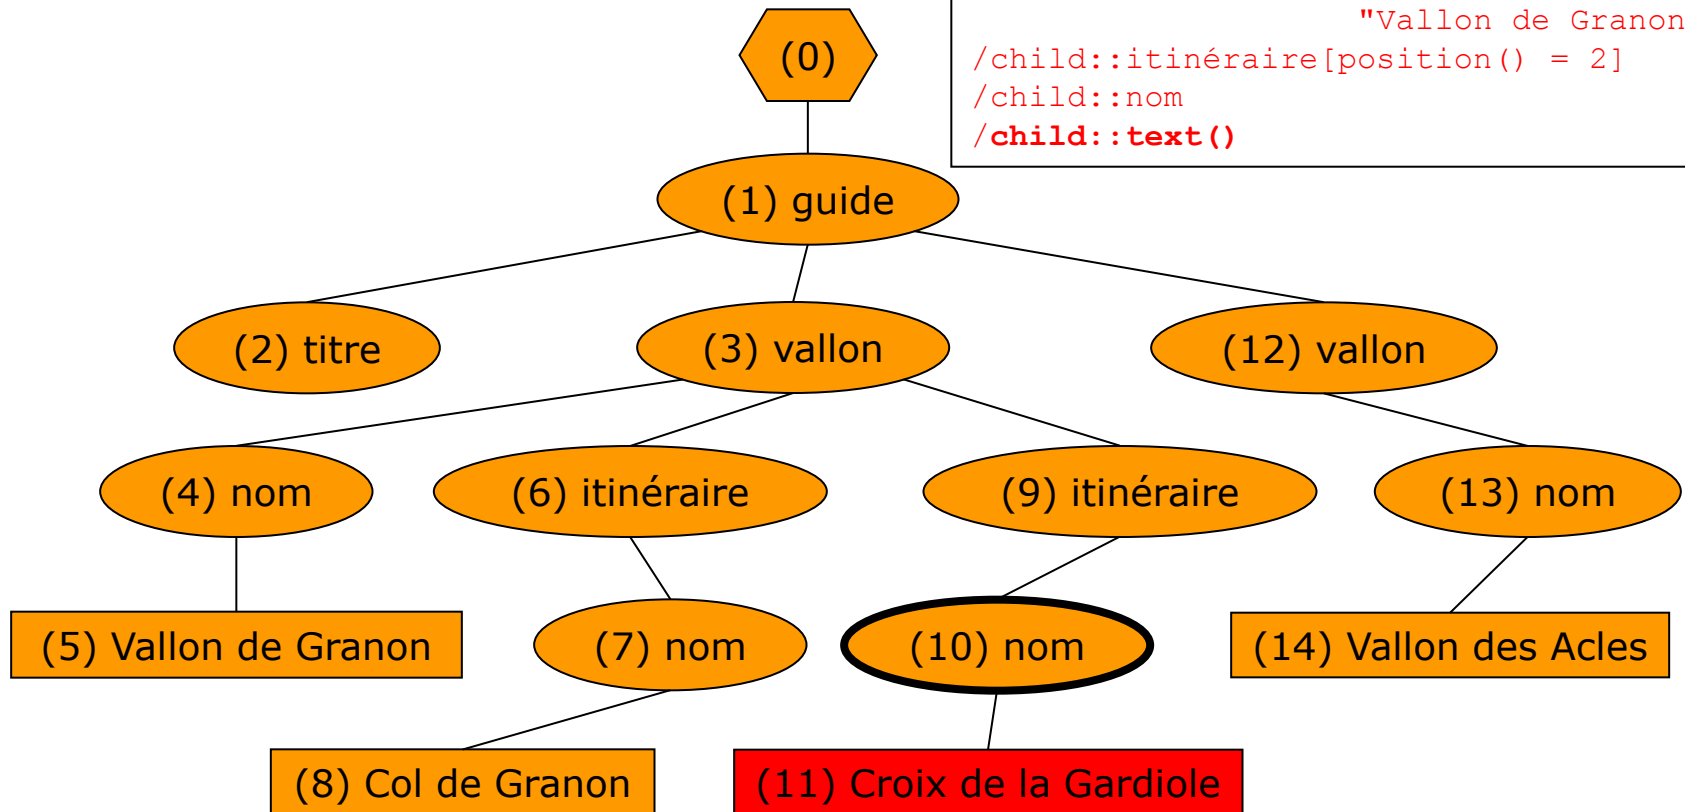 "Vallon de Granon
/child::itinéraire[position() = 2]
/child::nom
/child::text()
(0)
(1) guide
(2) titre
(3) vallon
(12) vallon
(4) nom
(6) itinéraire
(9) itinéraire
(13) nom
(5) Vallon de Granon
(7) nom
(10) nom
(14) Vallon des Acles
(8) Col de Granon
(11) Croix de la Gardiole